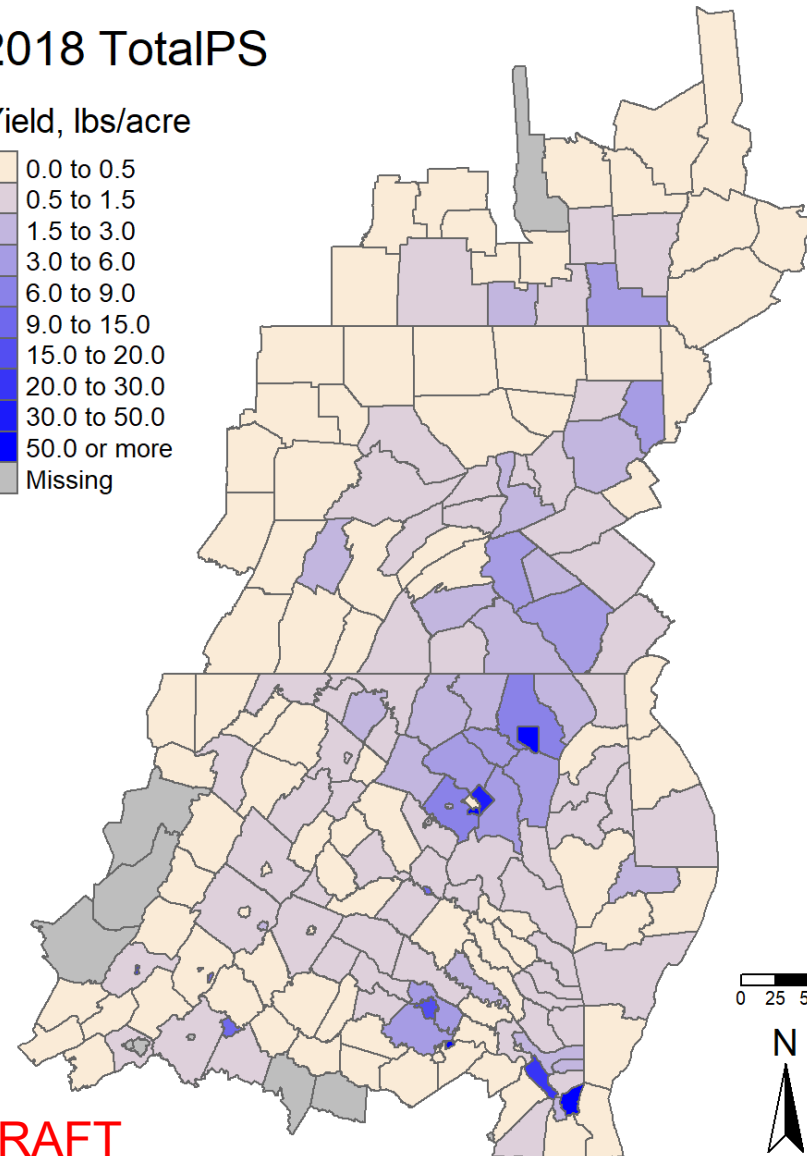 2018 TotalPS
Yield, lbs/acre
0.0 to 0.5
0.5 to 1.5
1.5 to 3.0
3.0 to 6.0
6.0 to 9.0
9.0 to 15.0
15.0 to 20.0
20.0 to 30.0
30.0 to 50.0
50.0 or more
Missing
0 25 5
N
RAFT